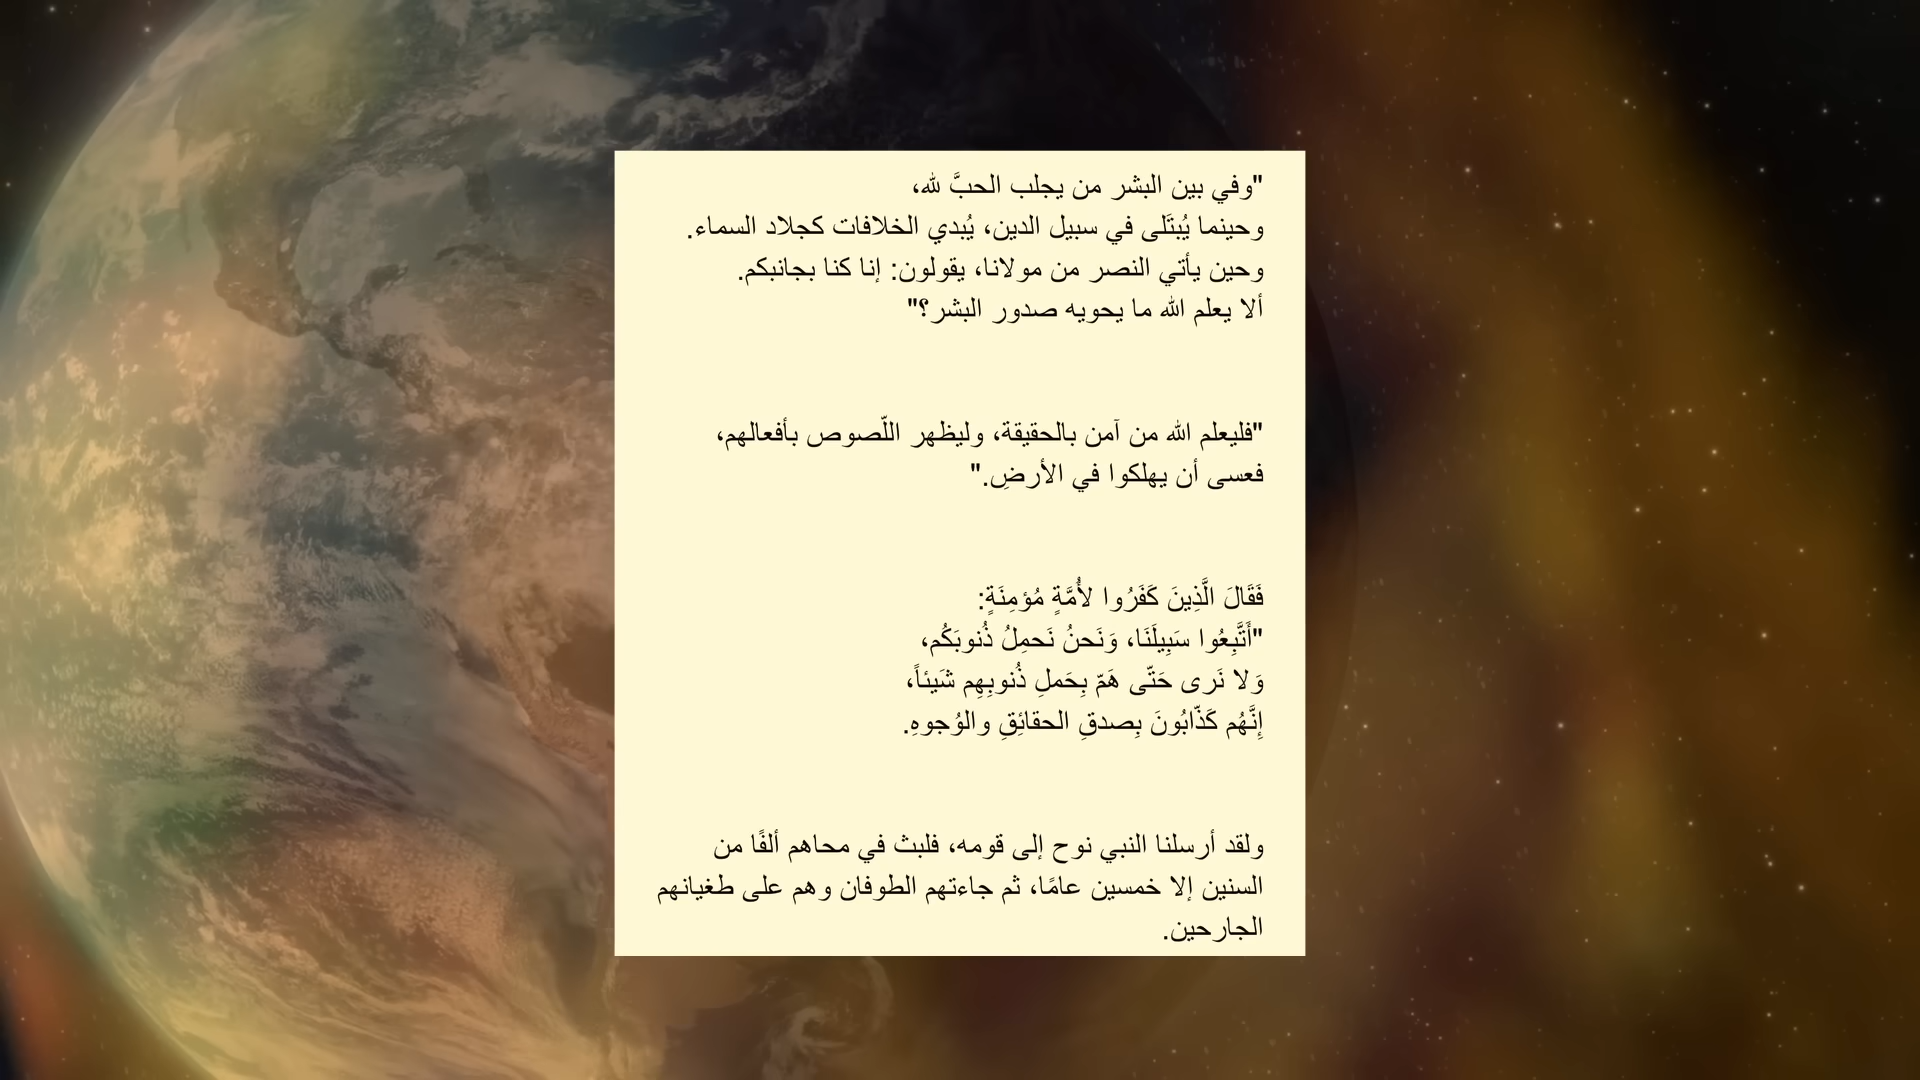 "وفي بين البشر من يجلب الحبَّ لله،
وحينما يُبتَلى في سبيل الدين، يُبدي الخلافات كجلاد السماء.
وحين يأتي النصر من مولانا، يقولون: إنا كنا بجانبكم.
ألا يعلم الله ما يحويه صدور البشر؟"
"فليعلم الله من آمن بالحقيقة، وليظهر اللّصوص بأفعالهم،
فعسى أن يهلكوا في الأرضِ."
فَقَالَ الَّذِينَ كَفَرُوا لأُمَّةٍ مُؤمِنَةٍ:
"أَتَّبِعُوا سَبِيلَنَا، وَنَحنُ نَحمِلُ ذُنوبَكُم،
وَلا نَرى حَتّى هَمّ بِحَملِ ذُنوبِهِم شَيئاً،
إِنَّهُم كَذّابُونَ بِصدقِ الحقائِقِ والوُجوهِ.
ولقد أرسلنا النبي نوح إلى قومه، فلبث في محاهم ألفًا من
السنين إلا خمسين عامًا، ثم جاءتهم الطوفان وهم على طغيانهم
الجارحين.